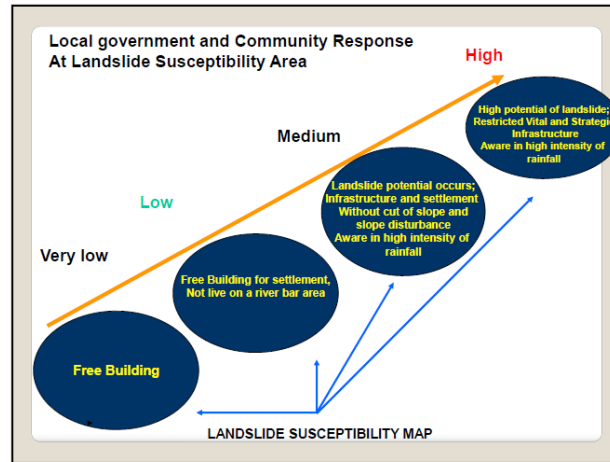 Local government and Community Response
At Landslide Susceptibility Area
High
High potential of landslide;
Restricted Vital and Strategic
Infrastructure
Aware in high intensity of
rainfall
Medium
Landslide potential occurs;
Infrastructure and settlement
Without cut of slope and
slope disturbance
Aware in high intensity of
rainfall
Low
Free Building for settlement,
Not live on a river bar area
Very low
Free Building
LANDSLIDE SUSCEPTIBILITY MAP